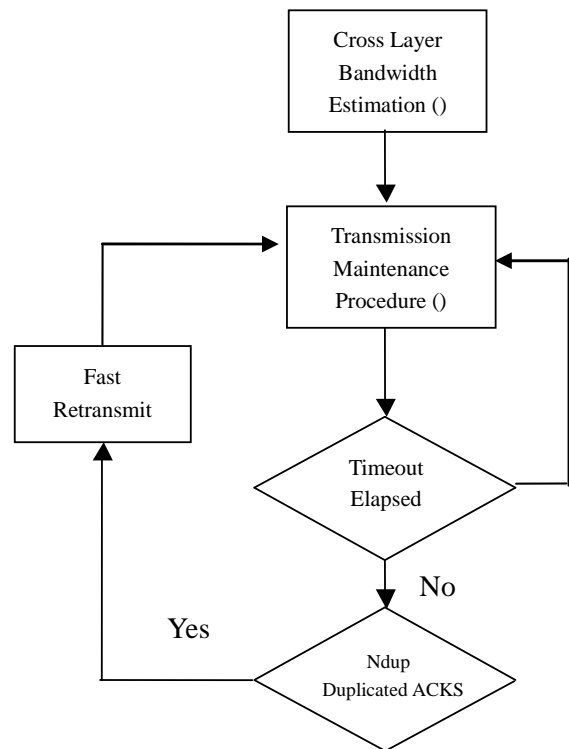 Cross Layer
Bandwidth
Estimation ()
Transmission
Maintenance
Procedure ()
Fast
Retransmit
Timeout
Elapsed
No
Yes
Ndup
Duplicated ACKS